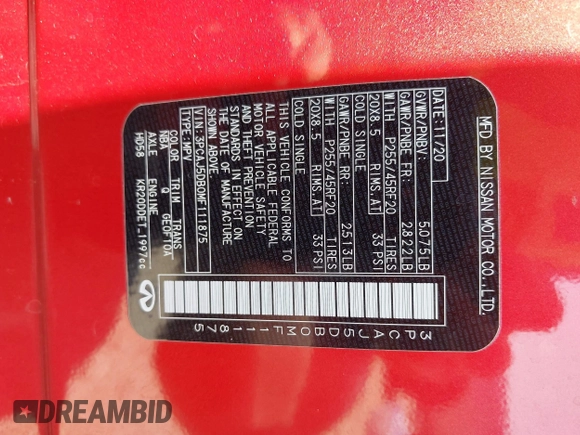 MFD BY NISSAN MOTOR CO.,LTD.
DATE:11/20
GVWR/PNBV: 5075LB
GAWR/PNBE FR: 2822LB
WITH P255/45RF20 TIRES
20X8.5 RIMS,AT 33 PSI
COLD SINGLE
GAWR/PNBE RR: 2513LB
WITH P255/45RF20 TIRES
20X8.5 RIMS,AT 33 PSI
COLD SINGLE
THIS VEHICLE CONFORMS TO
ALL APPLICABLE FEDERAL
MOTOR VEHICLE SAFETY
AND THEFT PREVENTION
STANDARDS IN EFFECT ON
THE DATE OF MANUFACTURE
SHOWN ABOVE.
VIN:3PCAJ5DB0MF111875
TYPE:MPV
COLOR TRIM TRANS
NBA Q GEOFT0A
AXLE ENGINE
HD58 KR20DDET 1997cc
3PCAJ5DB0MF111875
DREAMBID